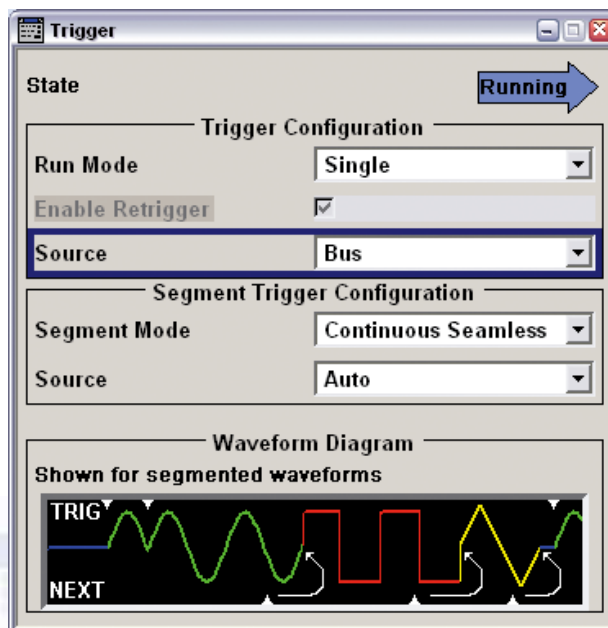 Trigger
State
Running
Trigger Configuration
Run Mode
Single
Enable Retrigger
Source
Bus
Segment Trigger Configuration
Segment Mode
Continuous Seamless
Source
Auto
Waveform Diagram
Shown for segmented waveforms
TRIG
NEXT